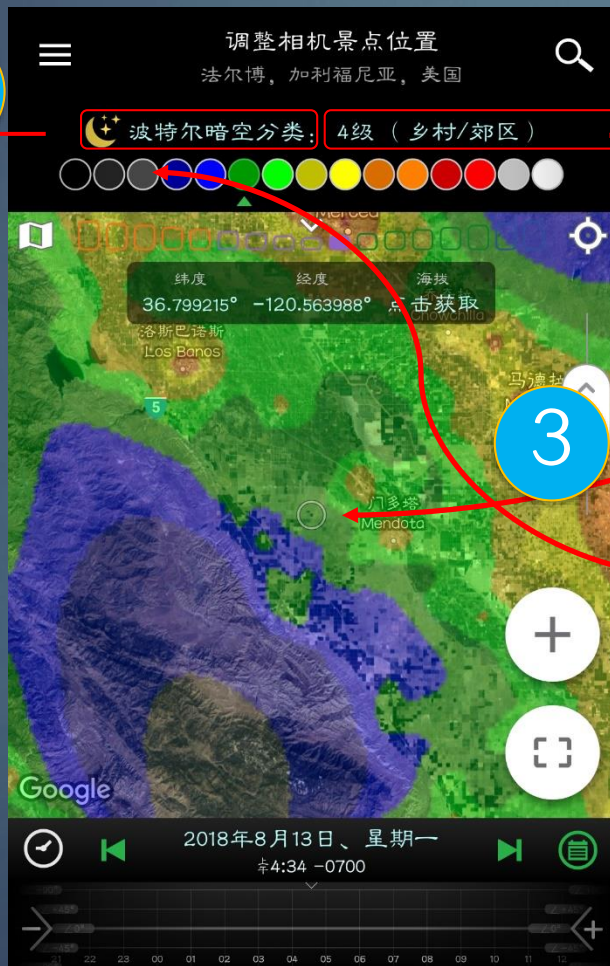 调整相机景点位置
法尔博, 加利福尼亚, 美国
波特尔暗空分类: 4级 (乡村/郊区)
Merced
纬度 经度 海拔
36.799215° -120.563988° 点击获取
Chowchilla
洛斯巴诺斯
Los Banos
5
马德拉
3
门多塔
Mendota
Google
2018年8月13日、星期一
上午4:34 -0700
21 22 23 00 01 02 03 04 05 06 07 08 09 10 11 12